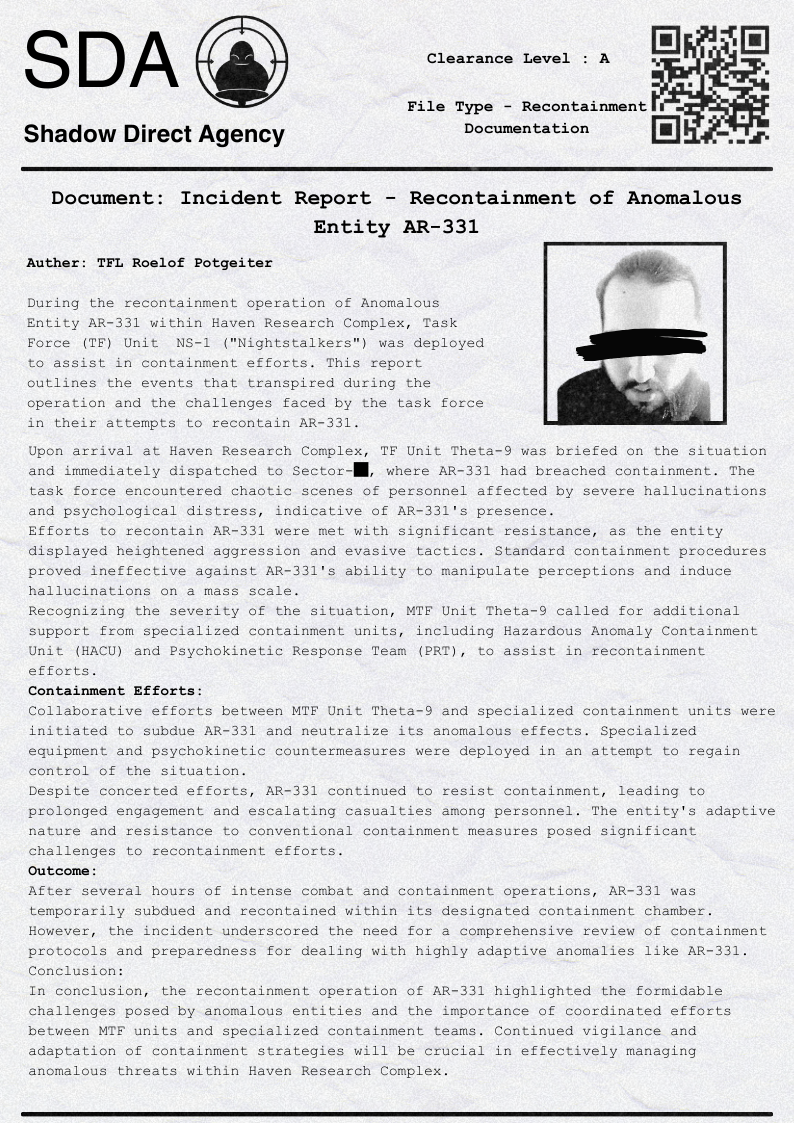 SDA
Shadow Direct Agency
Clearance Level : A
File Type - Recontainment
Documentation
Document: Incident Report - Recontainment of Anomalous
Entity AR-331
Auther: TFL Roelof Potgeiter
During the recontainment operation of Anomalous
Entity AR-331 within Haven Research Complex, Task
Force (TF) Unit  NS-1 ("Nightstalkers") was deployed
to assist in containment efforts. This report
outlines the events that transpired during the
operation and the challenges faced by the task force
in their attempts to recontain AR-331.
Upon arrival at Haven Research Complex, TF Unit Theta-9 was briefed on the situation
and immediately dispatched to Sector-█, where AR-331 had breached containment. The
task force encountered chaotic scenes of personnel affected by severe hallucinations
and psychological distress, indicative of AR-331's presence.
Efforts to recontain AR-331 were met with significant resistance, as the entity
displayed heightened aggression and evasive tactics. Standard containment procedures
proved ineffective against AR-331's ability to manipulate perceptions and induce
hallucinations on a mass scale.
Recognizing the severity of the situation, MTF Unit Theta-9 called for additional
support from specialized containment units, including Hazardous Anomaly Containment
Unit (HACU) and Psychokinetic Response Team (PRT), to assist in recontainment
efforts.
Containment Efforts:
Collaborative efforts between MTF Unit Theta-9 and specialized containment units were
initiated to subdue AR-331 and neutralize its anomalous effects. Specialized
equipment and psychokinetic countermeasures were deployed in an attempt to regain
control of the situation.
Despite concerted efforts, AR-331 continued to resist containment, leading to
prolonged engagement and escalating casualties among personnel. The entity's adaptive
nature and resistance to conventional containment measures posed significant
challenges to recontainment efforts.
Outcome:
After several hours of intense combat and containment operations, AR-331 was
temporarily subdued and recontained within its designated containment chamber.
However, the incident underscored the need for a comprehensive review of containment
protocols and preparedness for dealing with highly adaptive anomalies like AR-331.
Conclusion:
In conclusion, the recontainment operation of AR-331 highlighted the formidable
challenges posed by anomalous entities and the importance of coordinated efforts
between MTF units and specialized containment teams. Continued vigilance and
adaptation of containment strategies will be crucial in effectively managing
anomalous threats within Haven Research Complex.